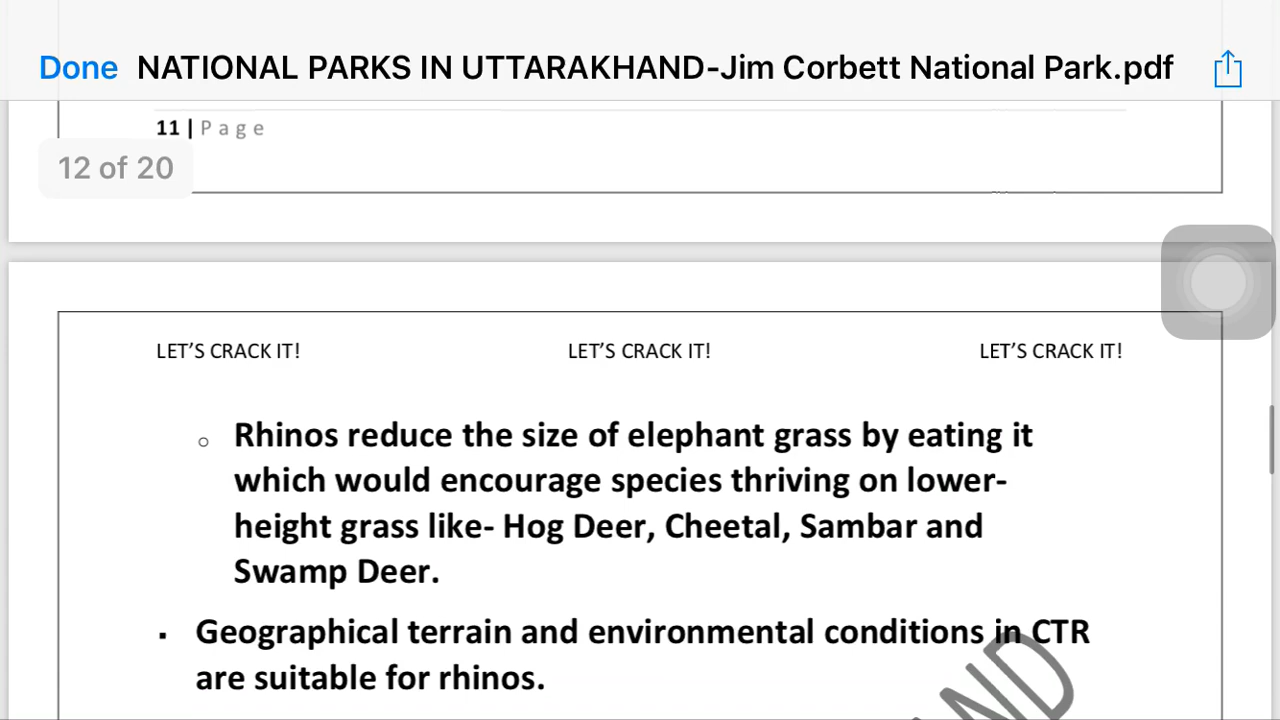 Done NATIONAL PARKS IN UTTARAKHAND-Jim Corbett National Park.pdf
11 | Page
12 of 20
LET'S CRACK IT! LET'S CRACK IT! LET'S CRACK IT!
○ Rhinos reduce the size of elephant grass by eating it
which would encourage species thriving on lower-
height grass like- Hog Deer, Cheetal, Sambar and
Swamp Deer.
▪ Geographical terrain and environmental conditions in CTR
are suitable for rhinos.